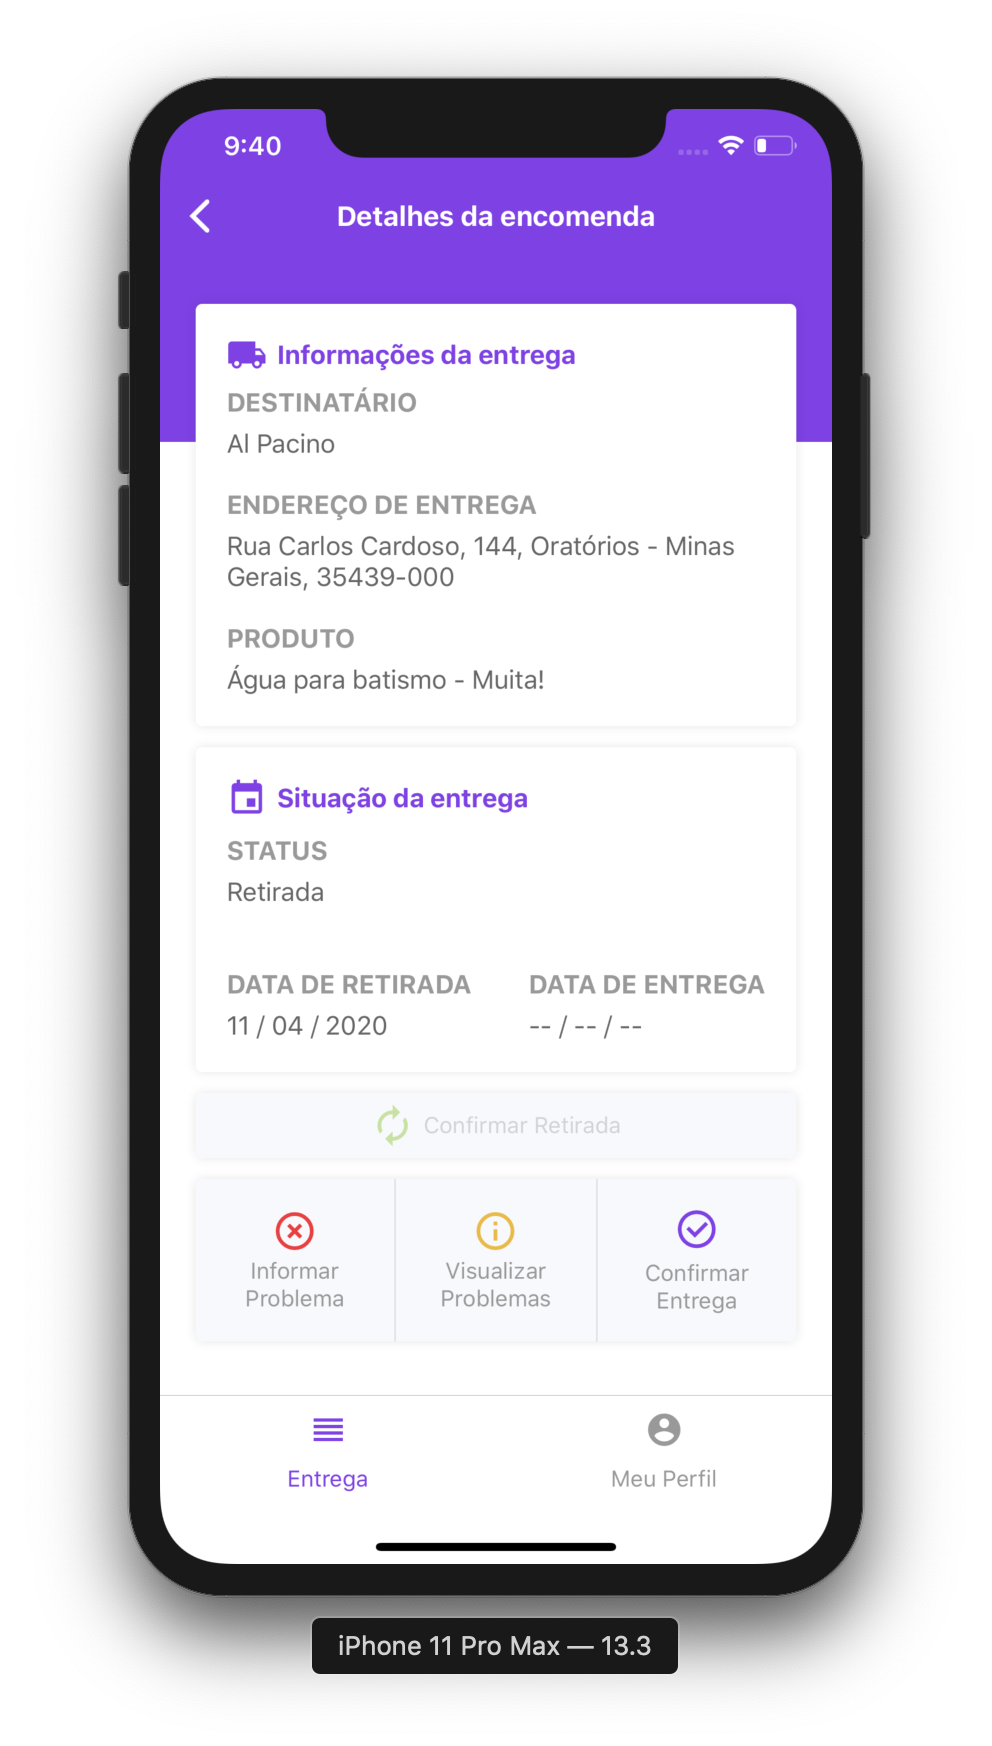 9:40
Detalhes da encomenda
Informações da entrega
DESTINATÁRIO
Al Pacino
ENDEREÇO DE ENTREGA
Rua Carlos Cardoso, 144, Oratórios - Minas
Gerais, 35439-000
PRODUTO
Água para batismo - Muita!
Situação da entrega
STATUS
Retirada
DATA DE RETIRADA DATA DE ENTREGA
11 / 04 / 2020 -- / -- / --
Confirmar Retirada
Informar
Problema
Visualizar
Problemas
Confirmar
Entrega
Entrega Meu Perfil
iPhone 11 Pro Max — 13.3